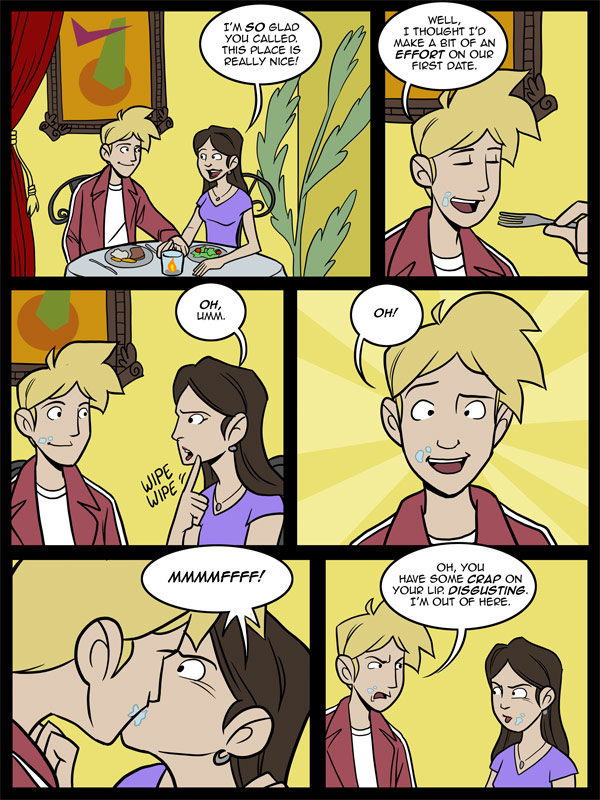 I'M SO GLAD
YOU CALLED.
THIS PLACE IS
REALLY NICE!
WELL,
I THOUGHT I'D
MAKE A BIT OF AN
EFFORT ON OUR
FIRST DATE.
OH,
UMM.
WIPE
WIPE
OH!
MMMMFFFF!
OH, YOU
HAVE SOME CRAP ON
YOUR LIP. DISGUSTING.
I'M OUT OF HERE.